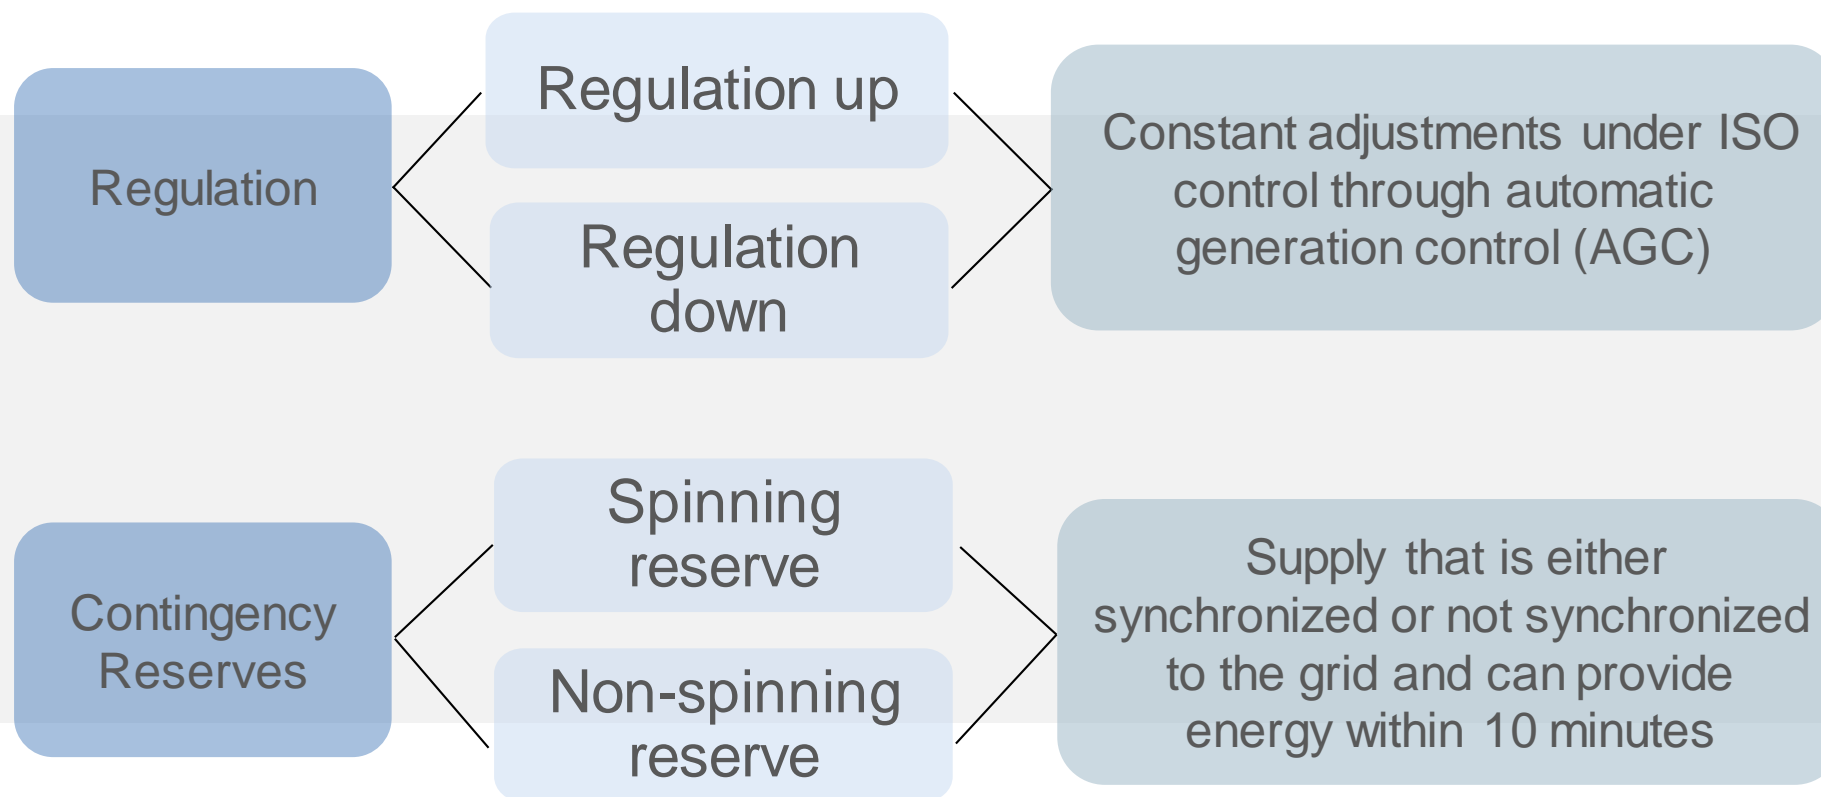 Regulation
Regulation up
Regulation
down
Constant adjustments under ISO
control through automatic
generation control (AGC)
Contingency
Reserves
Spinning
reserve
Non-spinning
reserve
Supply that is either
synchronized or not synchronized
to the grid and can provide
energy within 10 minutes